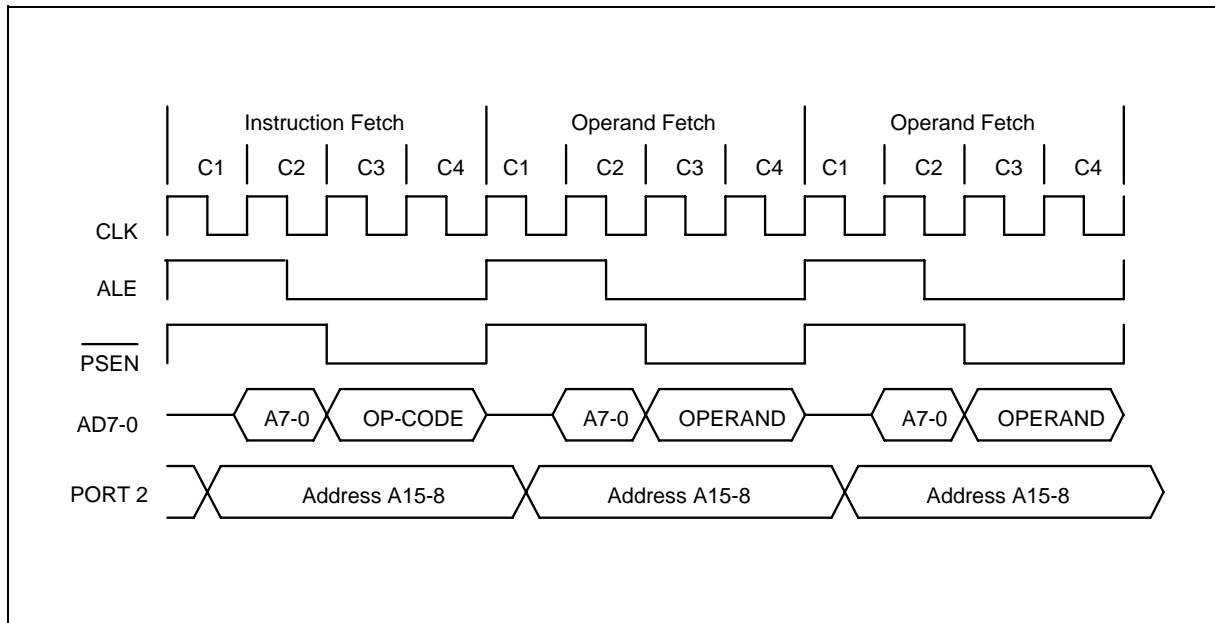 Instruction Fetch Operand Fetch Operand Fetch
C1 C2 C3 C4 C1 C2 C3 C4 C1 C2 C3 C4
CLK
ALE
PSEN
AD7-0 A7-0 OP-CODE A7-0 OPERAND A7-0 OPERAND
PORT 2 Address A15-8 Address A15-8 Address A15-8